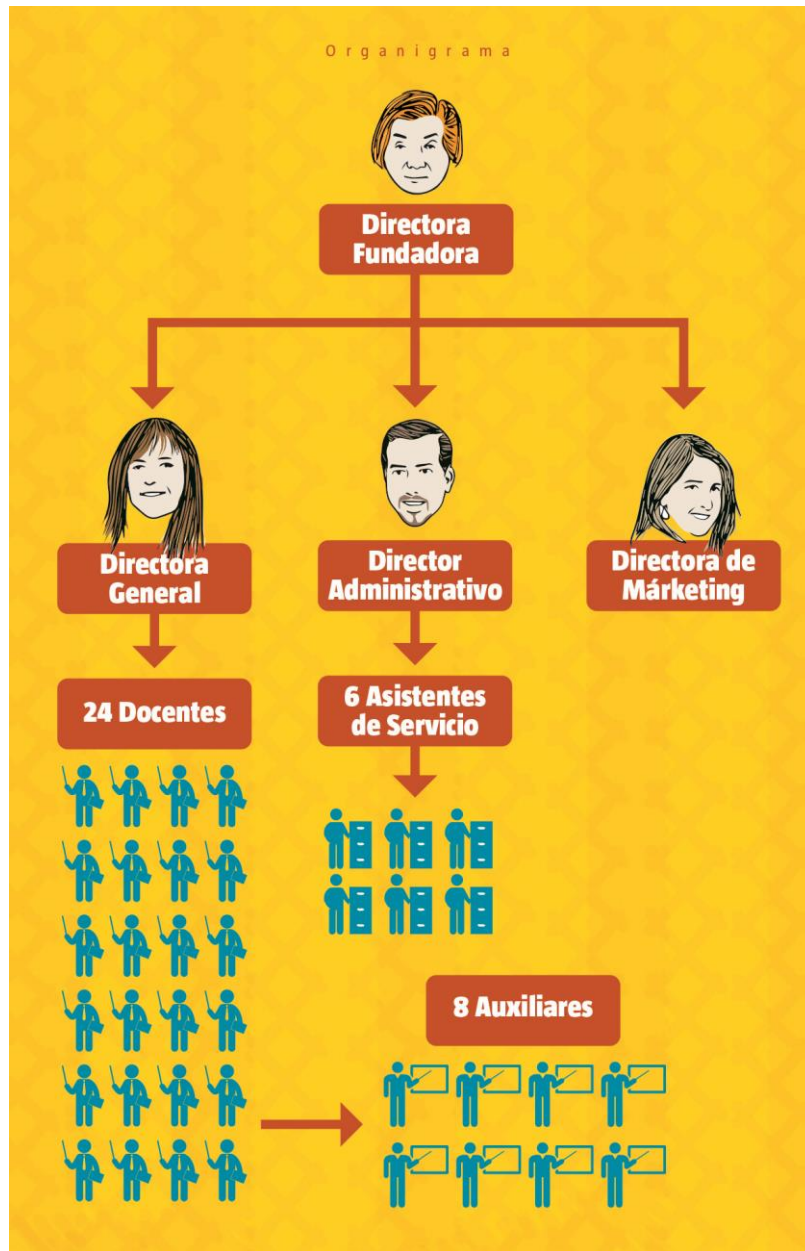 Organigrama
Directora
Fundadora
Directora
General
Director
Administrativo
Directora de
Márketing
24 Docentes
6 Asistentes
de Servicio
8 Auxiliares